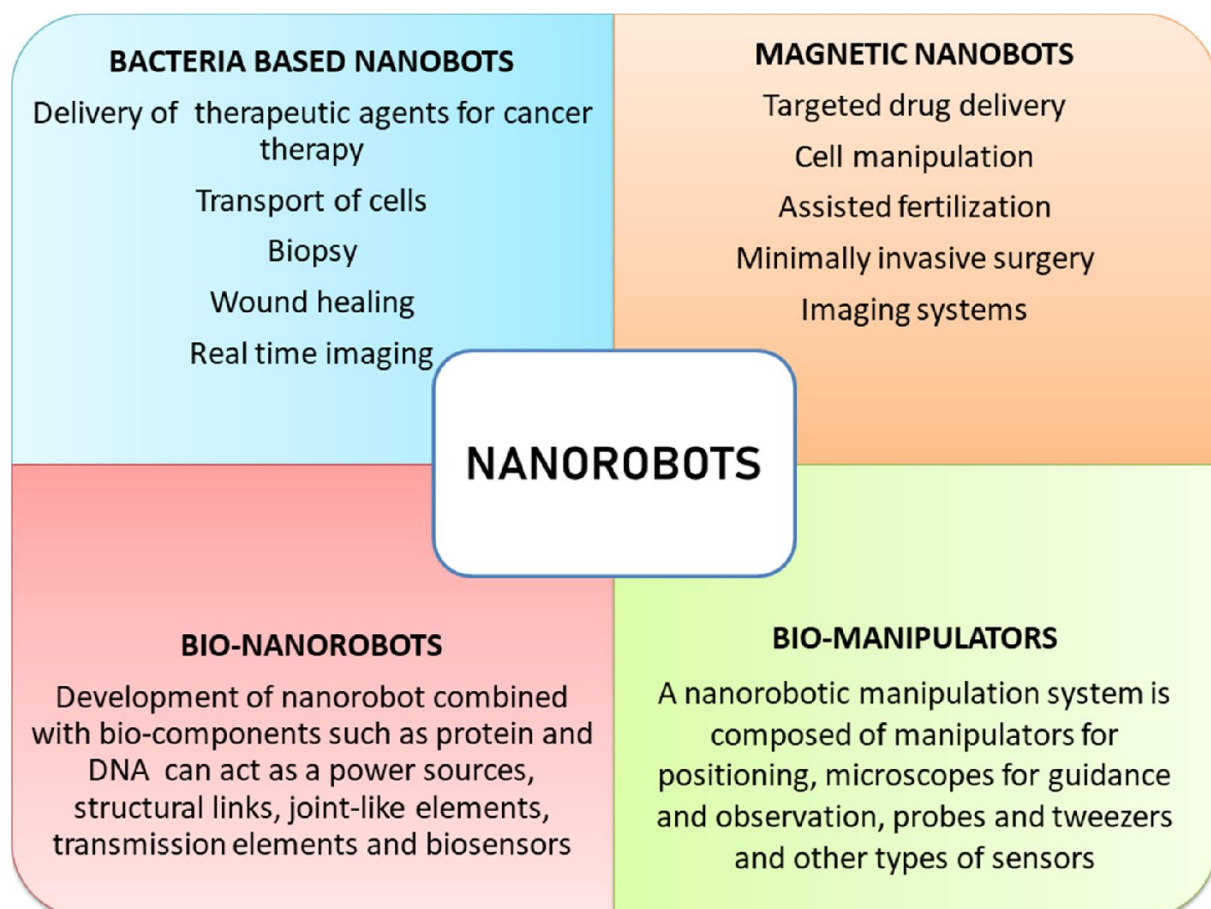 BACTERIA BASED NANOBOTS
Delivery of therapeutic agents for cancer
therapy
Transport of cells
Biopsy
Wound healing
Real time imaging
MAGNETIC NANOBOTS
Targeted drug delivery
Cell manipulation
Assisted fertilization
Minimally invasive surgery
Imaging systems
NANOROBOTS
BIO-NANOROBOTS
Development of nanorobot combined
with bio-components such as protein and
DNA can act as a power sources,
structural links, joint-like elements,
transmission elements and biosensors
BIO-MANIPULATORS
A nanorobotic manipulation system is
composed of manipulators for
positioning, microscopes for guidance
and observation, probes and tweezers
and other types of sensors